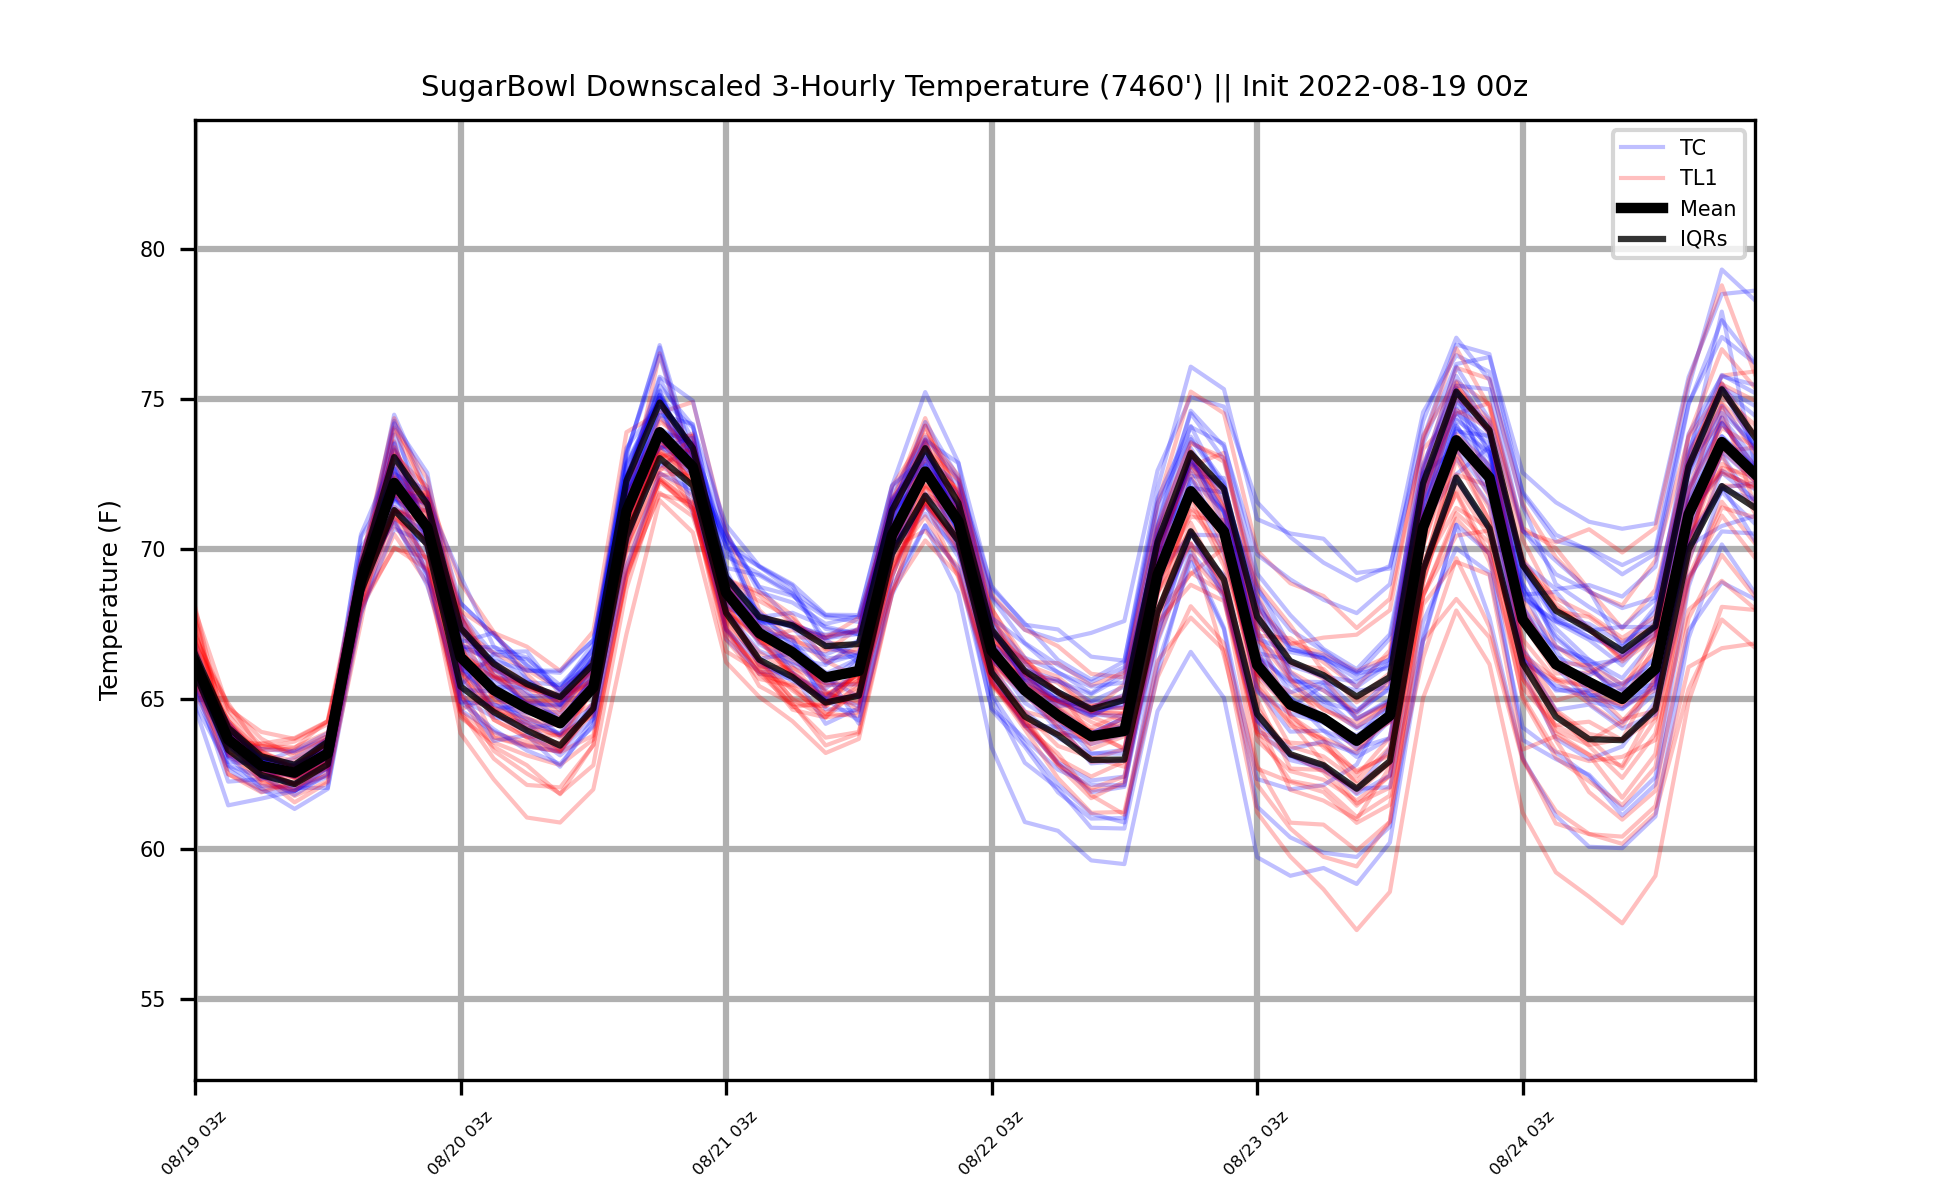 SugarBowl Downscaled 3-Hourly Temperature (7460') || Init 2022-08-19 00z
TC
TL1
Mean
IQRs
Temperature (F)
80
75
70
65
60
55
08/19 03z
08/20 03z
08/21 03z
08/22 03z
08/23 03z
08/24 03z